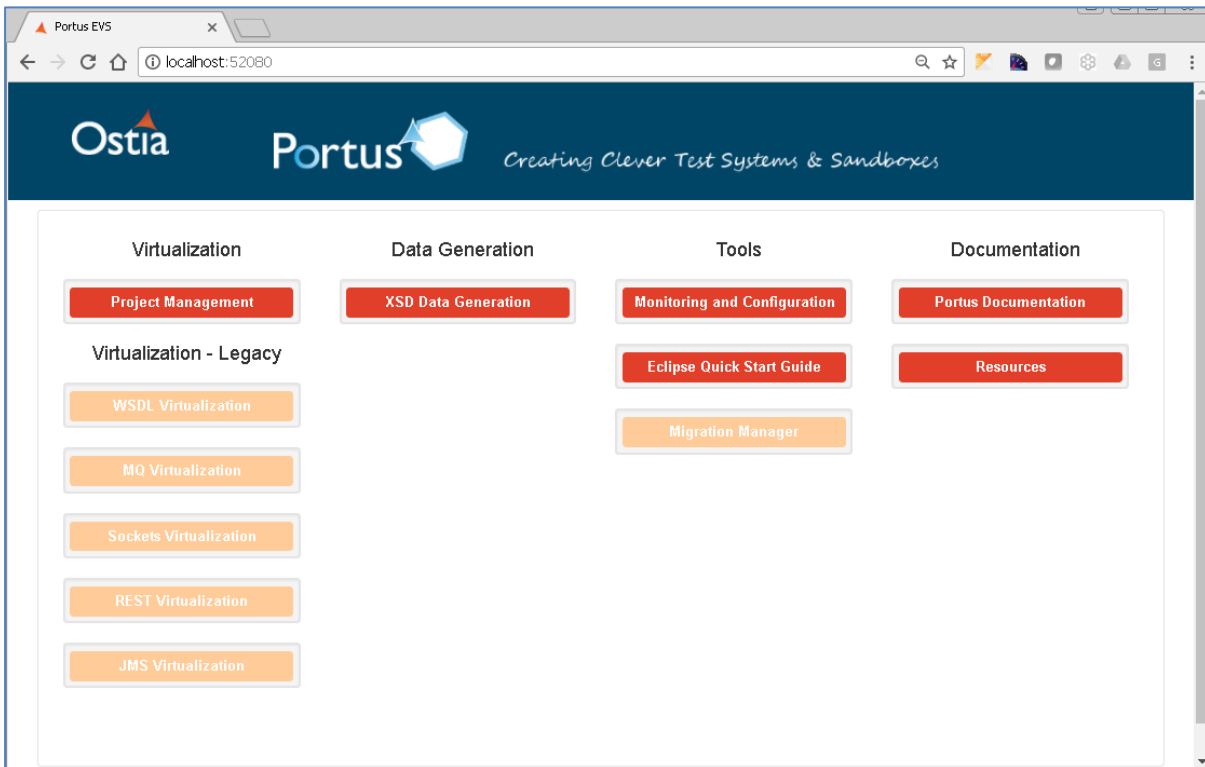 Portus EVS
localhost:52080
Ostia
Portus
Creating Clever Test Systems & Sandboxes
Virtualization
Data Generation
Tools
Documentation
Project Management
XSD Data Generation
Monitoring and Configuration
Portus Documentation
Virtualization - Legacy
Eclipse Quick Start Guide
Resources
WSDL Virtualization
Migration Manager
MQ Virtualization
Sockets Virtualization
REST Virtualization
JMS Virtualization